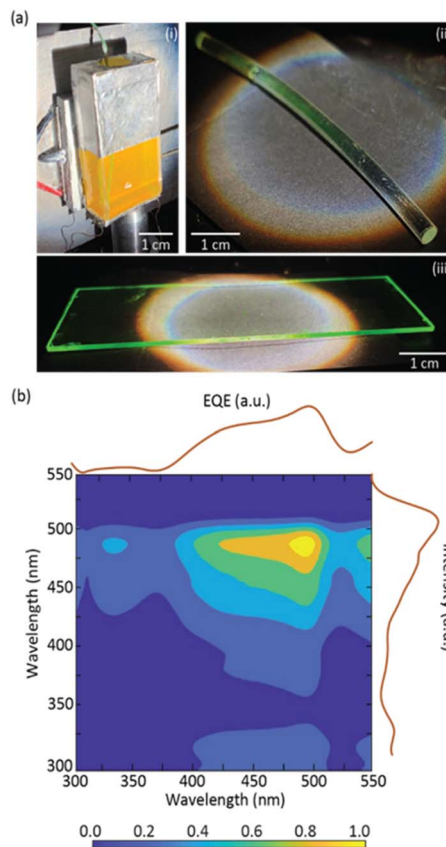 (a)
(i)
1 cm
(ii
1 cm
(iii)
1 cm
(b)
EQE (a.u.)
550
500
450
400
350
300
Wavelength (nm)
300 350 400 450 500 550
Wavelength (nm)
0.0 0.2 0.4 0.6 0.8 1.0